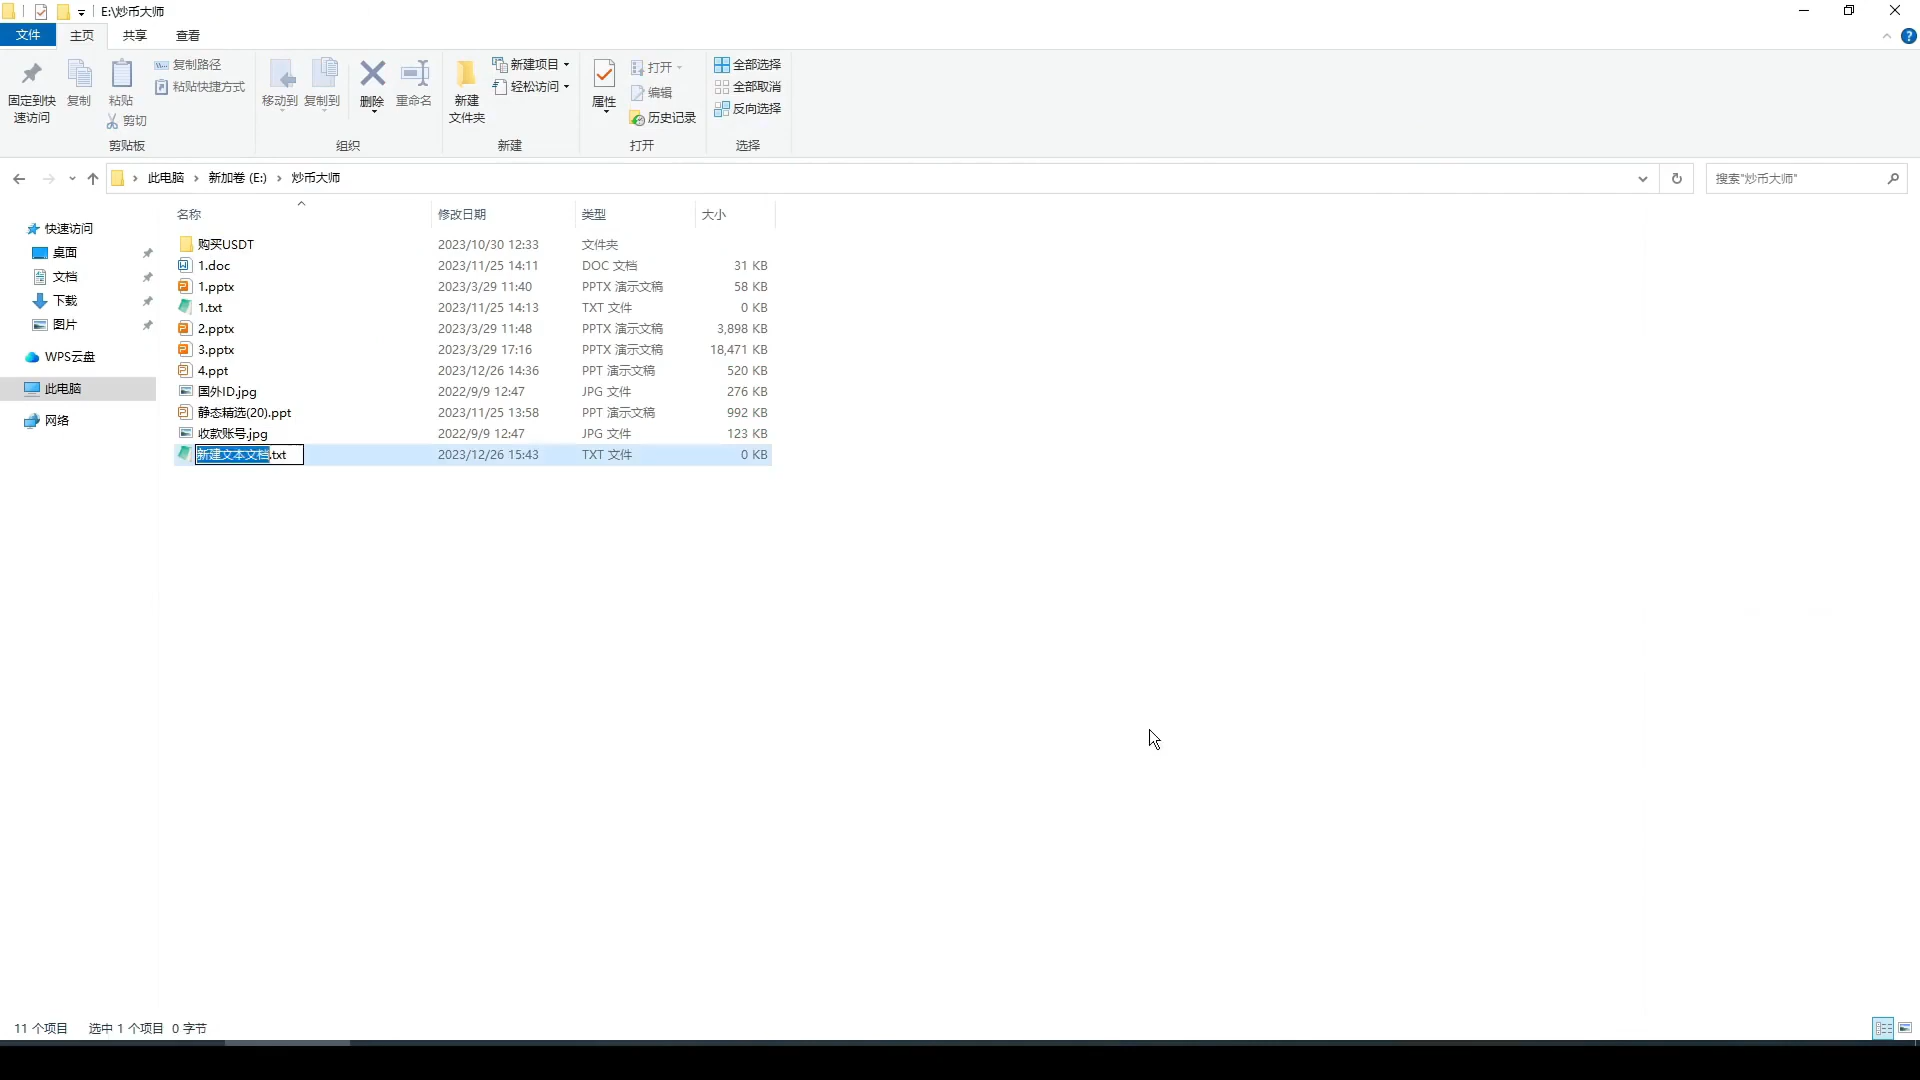 E:\炒币大师
文件 主页 共享 查看
固定到快速访问
复制
粘贴
复制路径
粘贴快捷方式
剪切
剪贴板
移动到
复制到
删除
重命名
组织
新建文件夹
新建项目
轻松访问
新建
属性
打开
编辑
历史记录
打开
全部选择
全部取消
反向选择
选择
此电脑 › 新加卷 (E:) › 炒币大师
搜索"炒币大师"
快速访问
桌面
文档
下载
图片
WPS云盘
此电脑
网络
名称 修改日期 类型 大小
购买USDT 2023/10/30 12:33 文件夹
1.doc 2023/11/25 14:11 DOC 文档 31 KB
1.pptx 2023/3/29 11:40 PPTX 演示文稿 58 KB
1.txt 2023/11/25 14:13 TXT 文件 0 KB
2.pptx 2023/3/29 11:48 PPTX 演示文稿 3,898 KB
3.pptx 2023/3/29 17:16 PPTX 演示文稿 18,471 KB
4.ppt 2023/12/26 14:36 PPT 演示文稿 520 KB
国外ID.jpg 2022/9/9 12:47 JPG 文件 276 KB
静态精选(20).ppt 2023/11/25 13:58 PPT 演示文稿 992 KB
收款账号.jpg 2022/9/9 12:47 JPG 文件 123 KB
新建文本文档.txt 2023/12/26 15:43 TXT 文件 0 KB
11 个项目 选中 1 个项目 0 字节